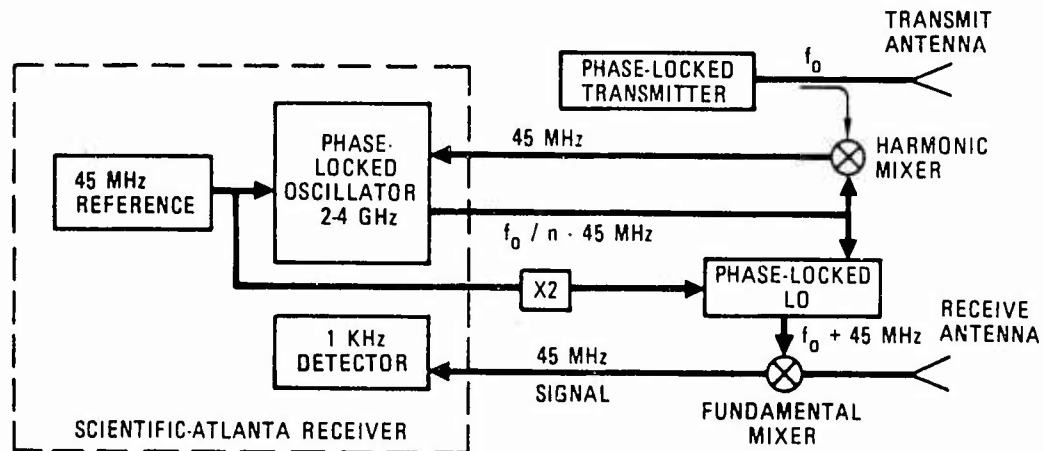 TRANSMIT
ANTENNA
f₀
PHASE-LOCKED
TRANSMITTER
HARMONIC
MIXER
45 MHz
PHASE-
LOCKED
OSCILLATOR
2-4 GHz
45 MHz
REFERENCE
f₀ / n · 45 MHz
X2
PHASE-LOCKED
LO
f₀ + 45 MHz
RECEIVE
ANTENNA
1 KHz
DETECTOR
45 MHz
SIGNAL
FUNDAMENTAL
MIXER
SCIENTIFIC-ATLANTA RECEIVER